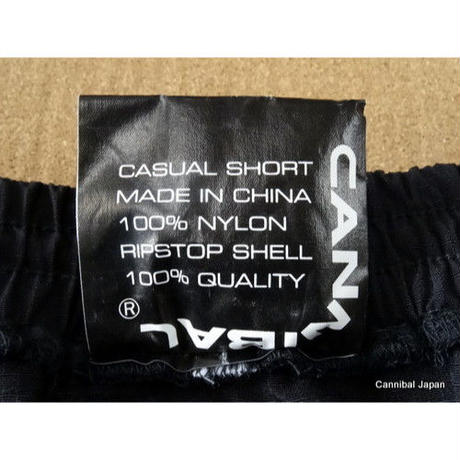 CASUAL SHORT
MADE IN CHINA
100% NYLON
RIPSTOP SHELL
100% QUALITY
CANNIBAL
®
Cannibal Japan